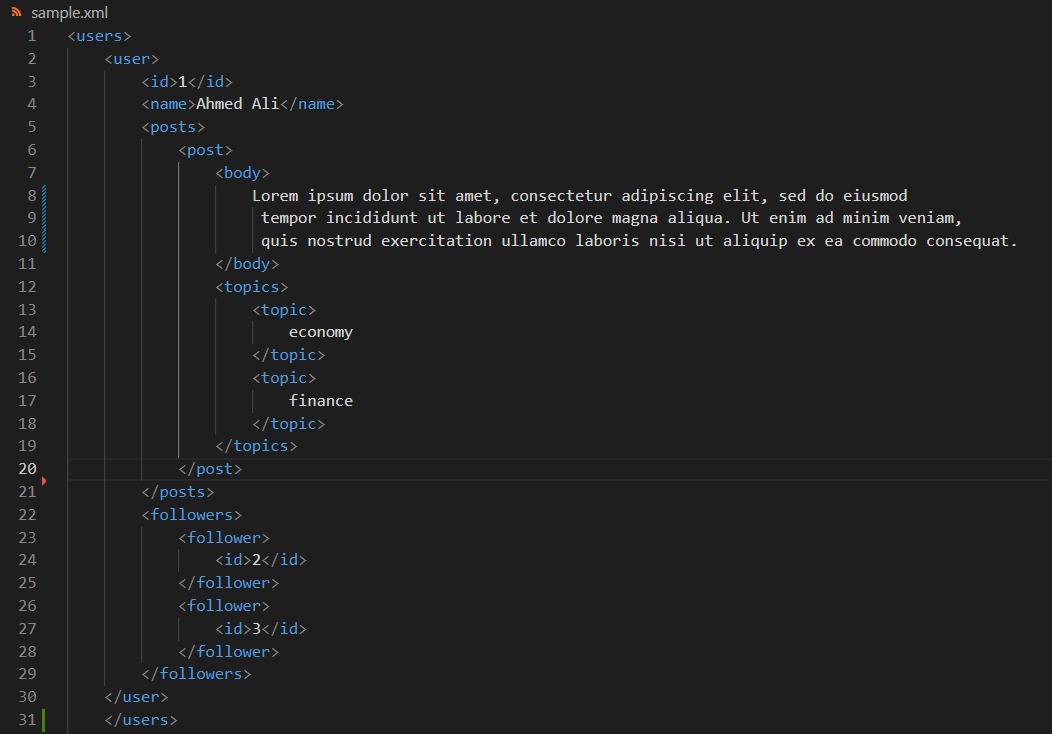 sample.xml
1 <users>
2     <user>
3         <id>1</id>
4         <name>Ahmed Ali</name>
5         <posts>
6             <post>
7                 <body>
8                     Lorem ipsum dolor sit amet, consectetur adipiscing elit, sed do eiusmod
9                      tempor incididunt ut labore et dolore magna aliqua. Ut enim ad minim veniam,
10                      quis nostrud exercitation ullamco laboris nisi ut aliquip ex ea commodo consequat.
11                 </body>
12                 <topics>
13                     <topic>
14                         economy
15                     </topic>
16                     <topic>
17                         finance
18                     </topic>
19                 </topics>
20             </post>
21         </posts>
22         <followers>
23             <follower>
24                 <id>2</id>
25             </follower>
26             <follower>
27                 <id>3</id>
28             </follower>
29         </followers>
30     </user>
31     </users>